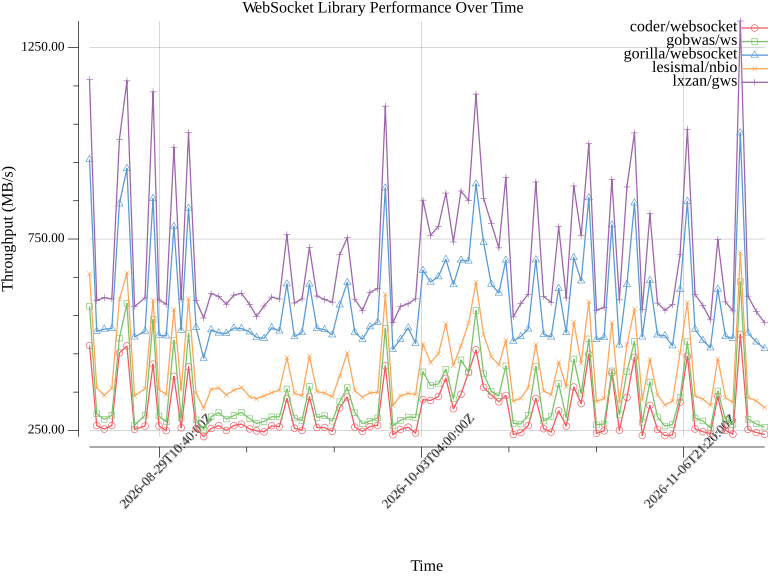 WebSocket Library Performance Over Time
coder/websocket
gobwas/ws
gorilla/websocket
lesismal/nbio
lxzan/gws
1250.00
750.00
250.00
Throughput (MB/s)
2026-08-29T10:40:00Z
2026-10-03T04:00:00Z
2026-11-06T21:20:00Z
Time